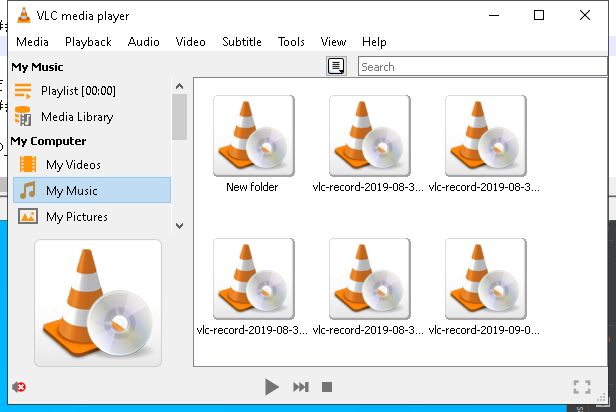 VLC media player
Media Playback Audio Video Subtitle Tools View Help
My Music
Search
Playlist [00:00]
Media Library
My Computer
My Videos
My Music
My Pictures
New folder
vlc-record-2019-08-3...
vlc-record-2019-08-3...
vlc-record-2019-08-3...
vlc-record-2019-08-3...
vlc-record-2019-09-0...